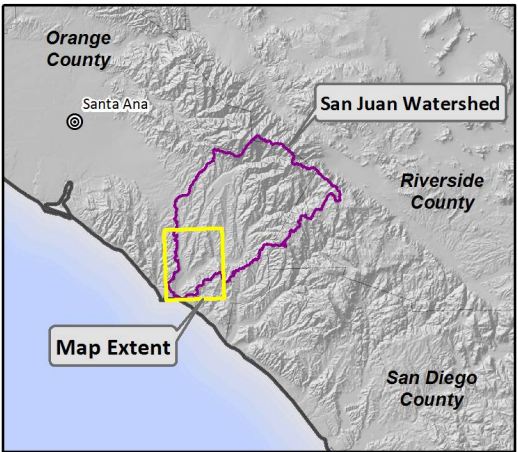 Orange
County
Santa Ana
San Juan Watershed
Riverside
County
Map Extent
San Diego
County